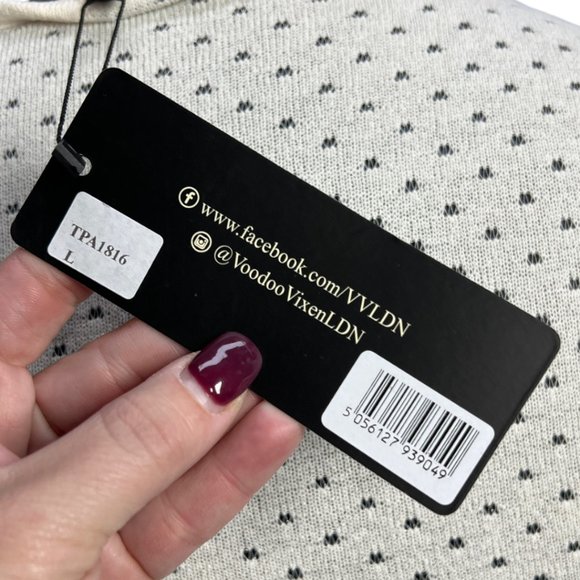 TPA1816
L
www.facebook.com/VVLDN
@VoodooVixenLDN
5 056127 939049